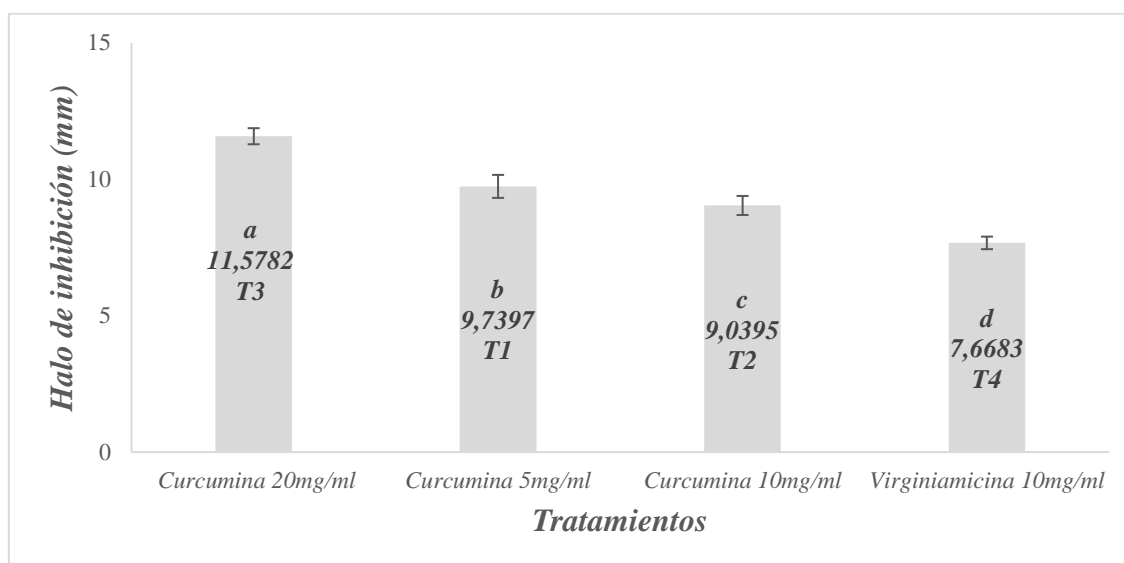 Halo de inhibición (mm)
15
10
5
0
a
11,5782
T3
b
9,7397
T1
c
9,0395
T2
d
7,6683
T4
Curcumina 20mg/ml
Curcumina 5mg/ml
Curcumina 10mg/ml
Virginiamicina 10mg/ml
Tratamientos